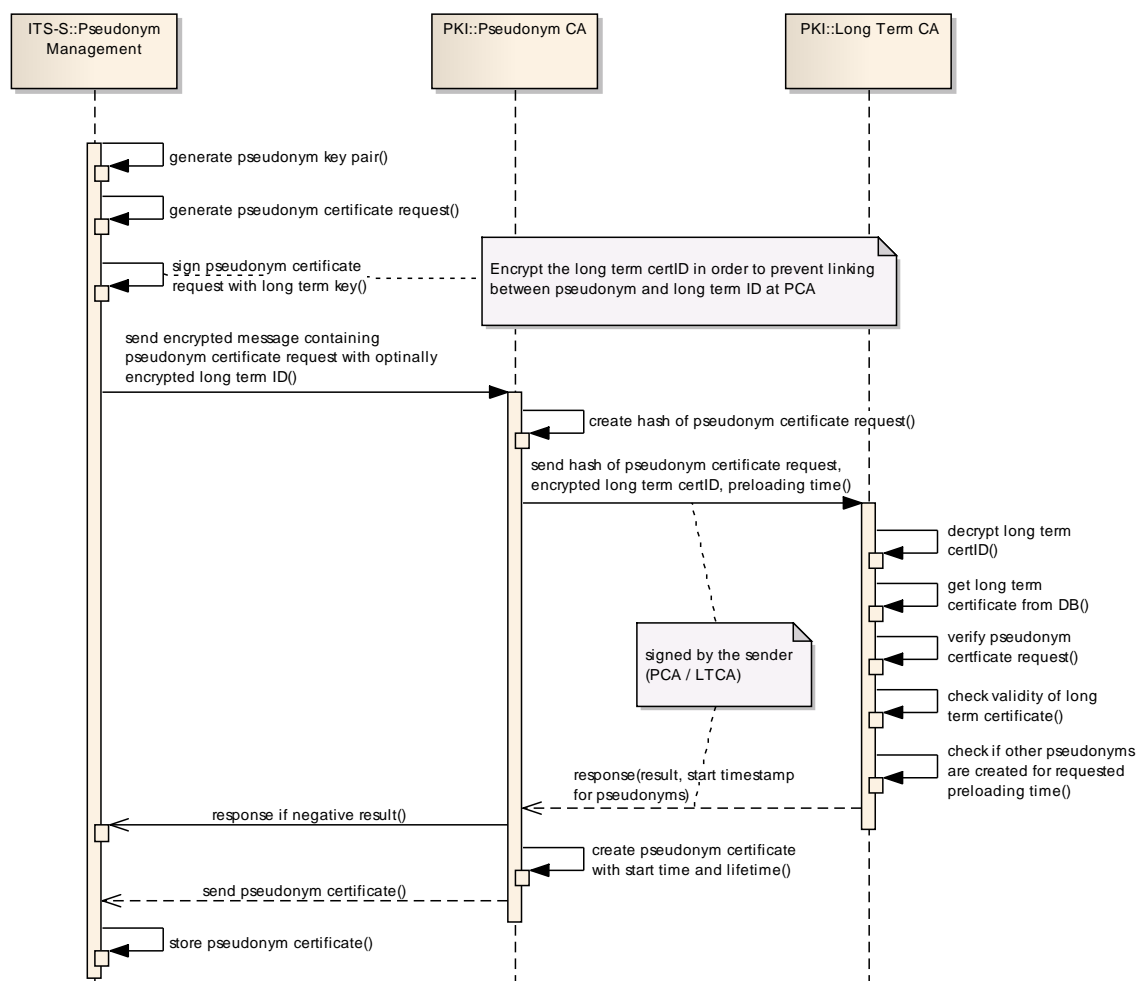 ITS-S::Pseudonym
Management
PKI::Pseudonym CA
PKI::Long Term CA
generate pseudonym key pair()
generate pseudonym certificate request()
sign pseudonym certificate
request with long term key()
Encrypt the long term certID in order to prevent linking
between pseudonym and long term ID at PCA
send encrypted message containing
pseudonym certificate request with optinally
encrypted long term ID()
create hash of pseudonym certificate request()
send hash of pseudonym certificate request,
encrypted long term certID, preloading time()
decrypt long term
certID()
get long term
certificate from DB()
verify pseudonym
certficate request()
check validity of long
term certificate()
check if other pseudonyms
are created for requested
preloading time()
signed by the sender
(PCA / LTCA)
response(result, start timestamp
for pseudonyms)
response if negative result()
create pseudonym certificate
with start time and lifetime()
send pseudonym certificate()
store pseudonym certificate()